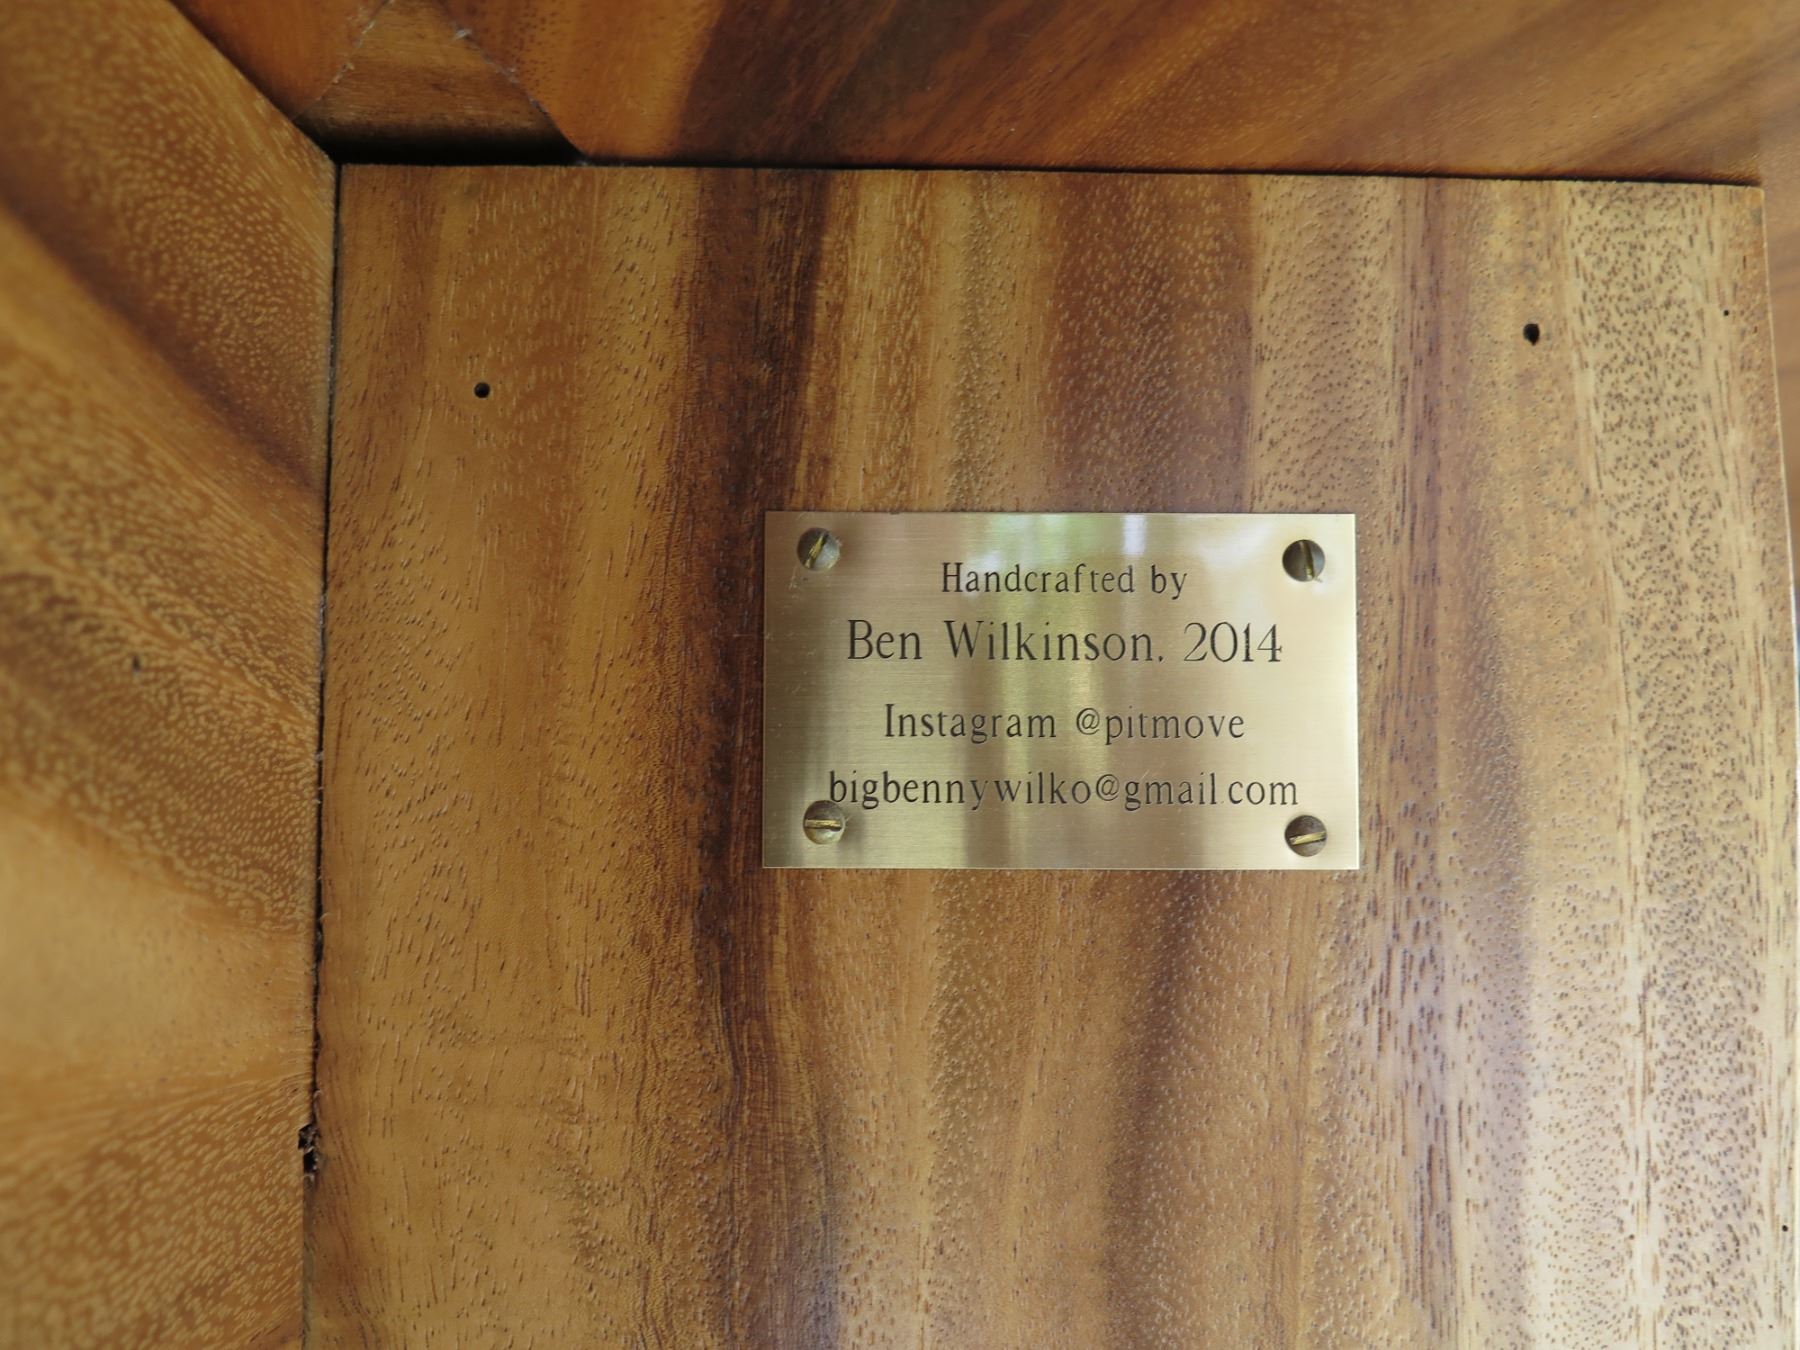 Handcrafted by
Ben Wilkinson. 2014
Instagram @pitmove
bigbennywilko@gmail.com